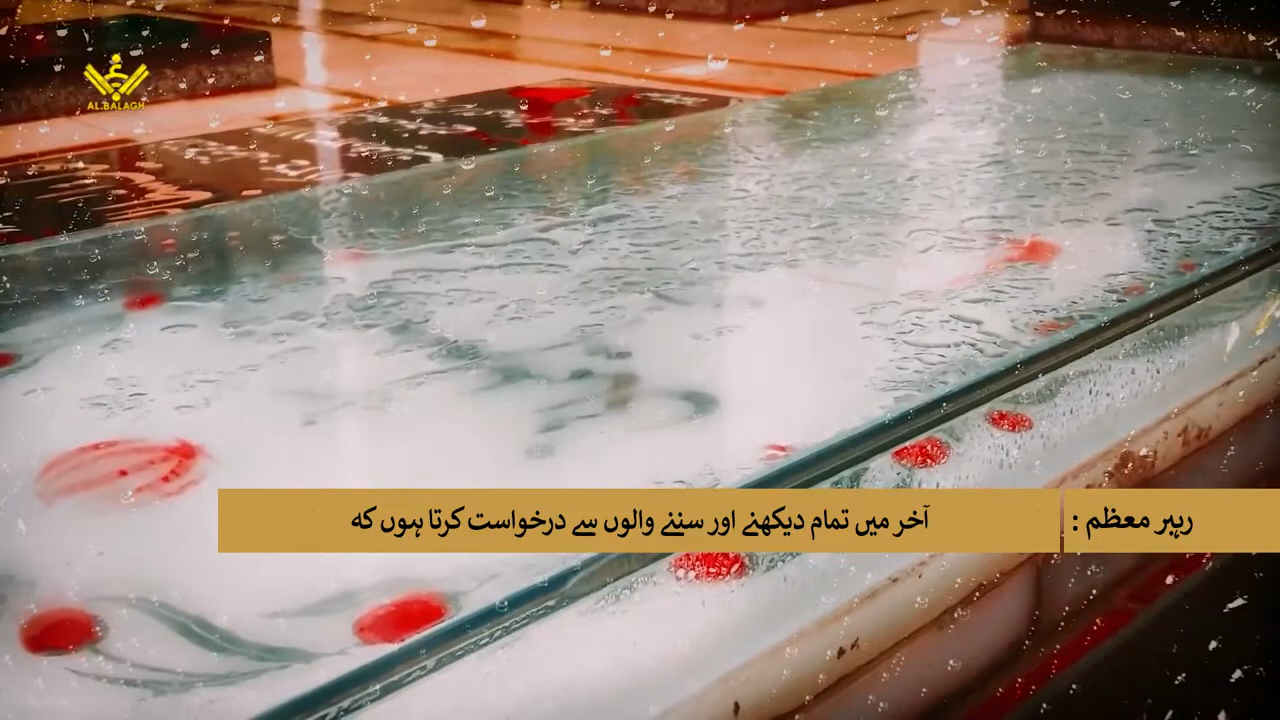 AL.BALAGH
رہبر معظم :
آخر میں تمام دیکھنے اور سننے والوں سے درخواست کرتا ہوں کہ